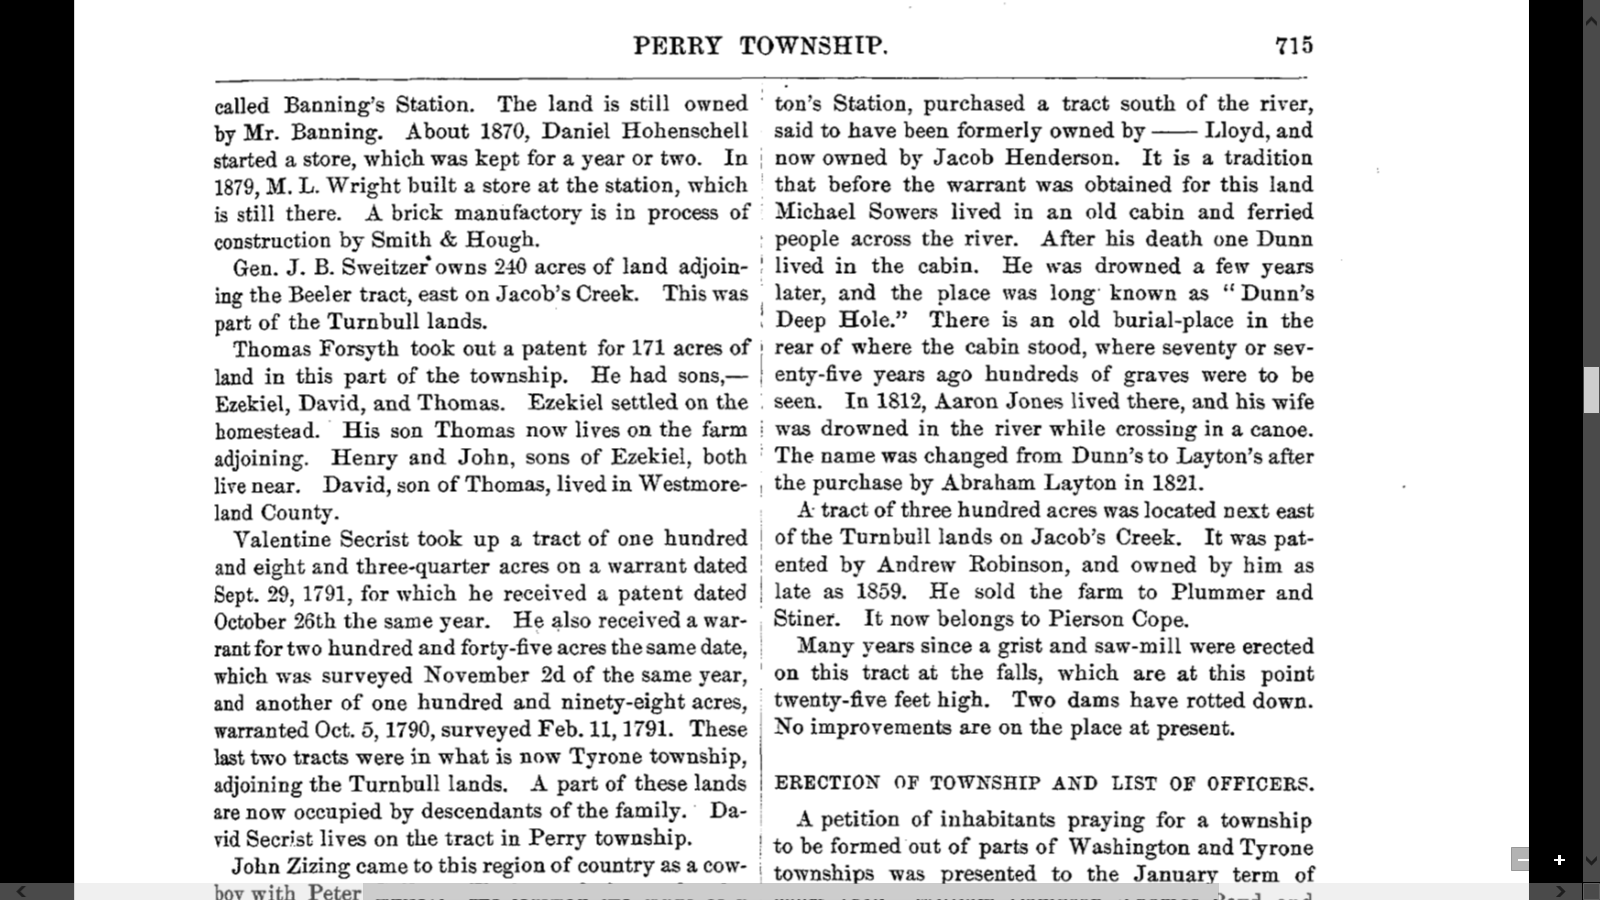 PERRY TOWNSHIP.
715
called Banning's Station. The land is still owned
by Mr. Banning. About 1870, Daniel Hohenschell
started a store, which was kept for a year or two. In
1879, M. L. Wright built a store at the station, which
is still there. A brick manufactory is in process of
construction by Smith & Hough.
Gen. J. B. Sweitzer owns 240 acres of land adjoin-
ing the Beeler tract, east on Jacob's Creek. This was
part of the Turnbull lands.
Thomas Forsyth took out a patent for 171 acres of
land in this part of the township. He had sons,—
Ezekiel, David, and Thomas. Ezekiel settled on the
homestead. His son Thomas now lives on the farm
adjoining. Henry and John, sons of Ezekiel, both
live near. David, son of Thomas, lived in Westmore-
land County.
Valentine Secrist took up a tract of one hundred
and eight and three-quarter acres on a warrant dated
Sept. 29, 1791, for which he received a patent dated
October 26th the same year. He also received a war-
rant for two hundred and forty-five acres the same date,
which was surveyed November 2d of the same year,
and another of one hundred and ninety-eight acres,
warranted Oct. 5, 1790, surveyed Feb. 11, 1791. These
last two tracts were in what is now Tyrone township,
adjoining the Turnbull lands. A part of these lands
are now occupied by descendants of the family. Da-
vid Secrist lives on the tract in Perry township.
John Zizing came to this region of country as a cow-
boy with Peter
ton's Station, purchased a tract south of the river,
said to have been formerly owned by —— Lloyd, and
now owned by Jacob Henderson. It is a tradition
that before the warrant was obtained for this land
Michael Sowers lived in an old cabin and ferried
people across the river. After his death one Dunn
lived in the cabin. He was drowned a few years
later, and the place was long known as "Dunn's
Deep Hole." There is an old burial-place in the
rear of where the cabin stood, where seventy or sev-
enty-five years ago hundreds of graves were to be
seen. In 1812, Aaron Jones lived there, and his wife
was drowned in the river while crossing in a canoe.
The name was changed from Dunn's to Layton's after
the purchase by Abraham Layton in 1821.
A tract of three hundred acres was located next east
of the Turnbull lands on Jacob's Creek. It was pat-
ented by Andrew Robinson, and owned by him as
late as 1859. He sold the farm to Plummer and
Stiner. It now belongs to Pierson Cope.
Many years since a grist and saw-mill were erected
on this tract at the falls, which are at this point
twenty-five feet high. Two dams have rotted down.
No improvements are on the place at present.
ERECTION OF TOWNSHIP AND LIST OF OFFICERS.
A petition of inhabitants praying for a township
to be formed out of parts of Washington and Tyrone
townships was presented to the January term of